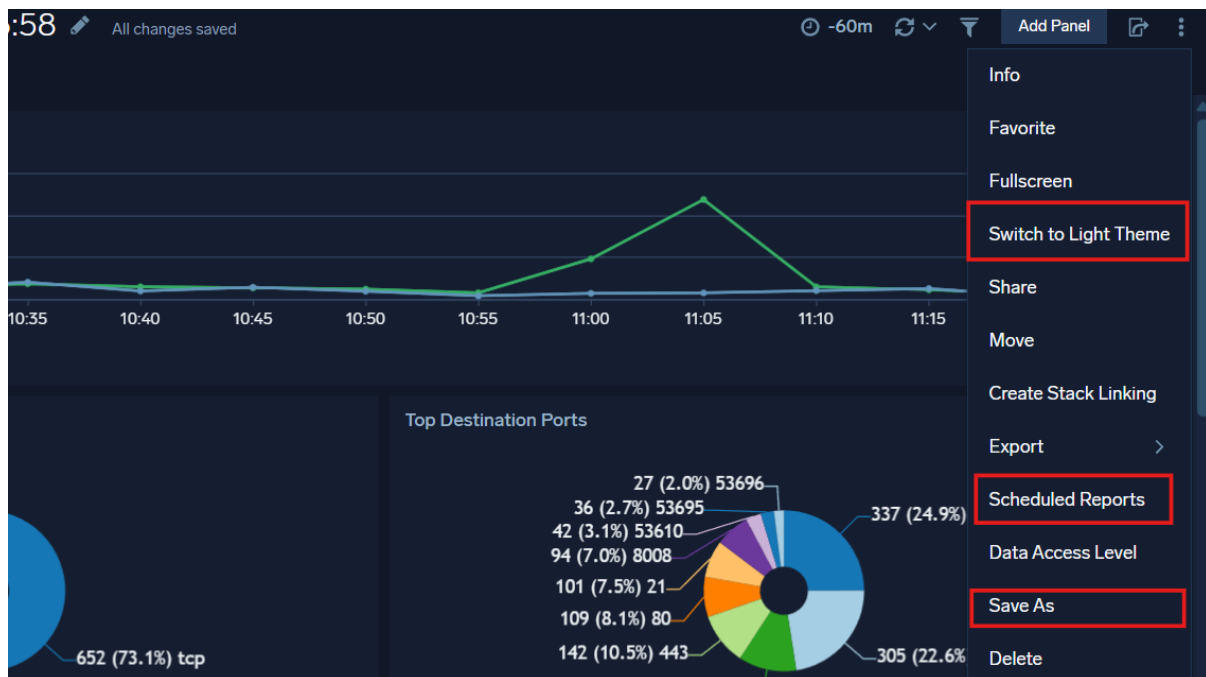 :58 All changes saved -60m Add Panel
Info
Favorite
Fullscreen
Switch to Light Theme
Share
Move
Create Stack Linking
Export
Scheduled Reports
Data Access Level
Save As
Delete
10:35 10:40 10:45 10:50 10:55 11:00 11:05 11:10 11:15
652 (73.1%) tcp
Top Destination Ports
27 (2.0%) 53696
36 (2.7%) 53695
42 (3.1%) 53610
94 (7.0%) 8008
101 (7.5%) 21
109 (8.1%) 80
142 (10.5%) 443
337 (24.9%)
305 (22.6%